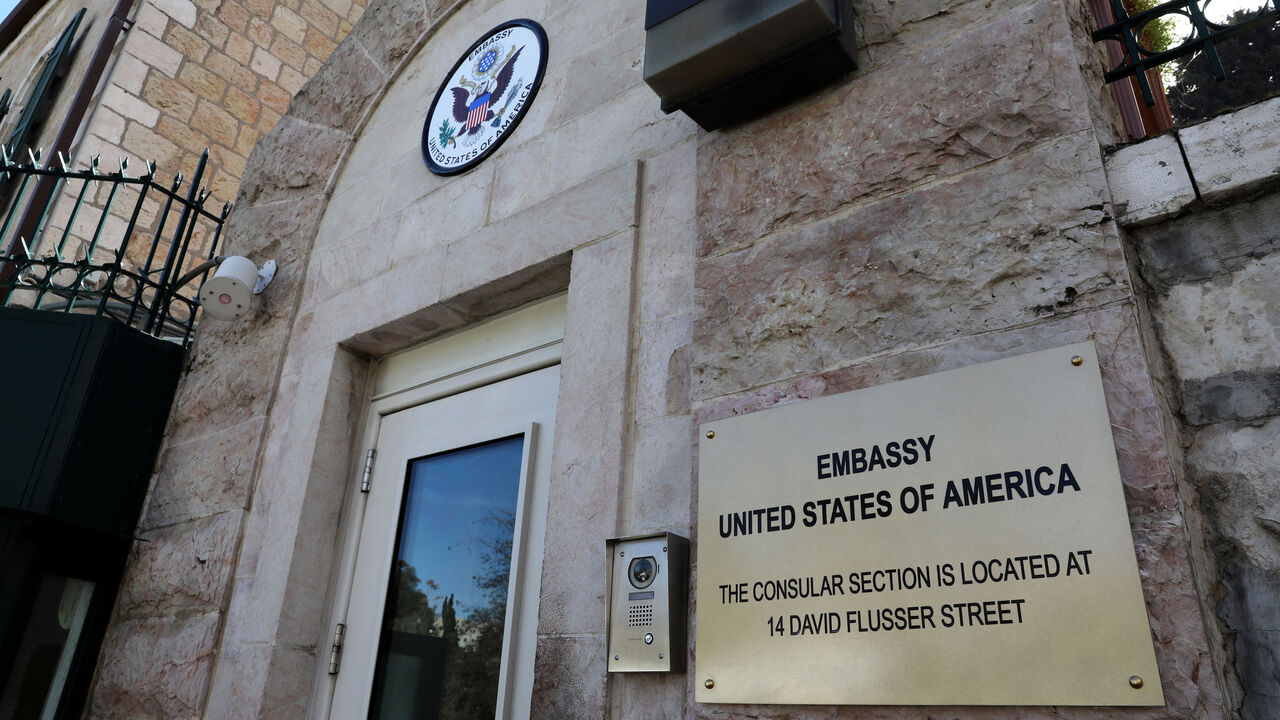 EMBASSY
UNITED STATES OF AMERICA
EMBASSY
UNITED STATES OF AMERICA
THE CONSULAR SECTION IS LOCATED AT
14 DAVID FLUSSER STREET